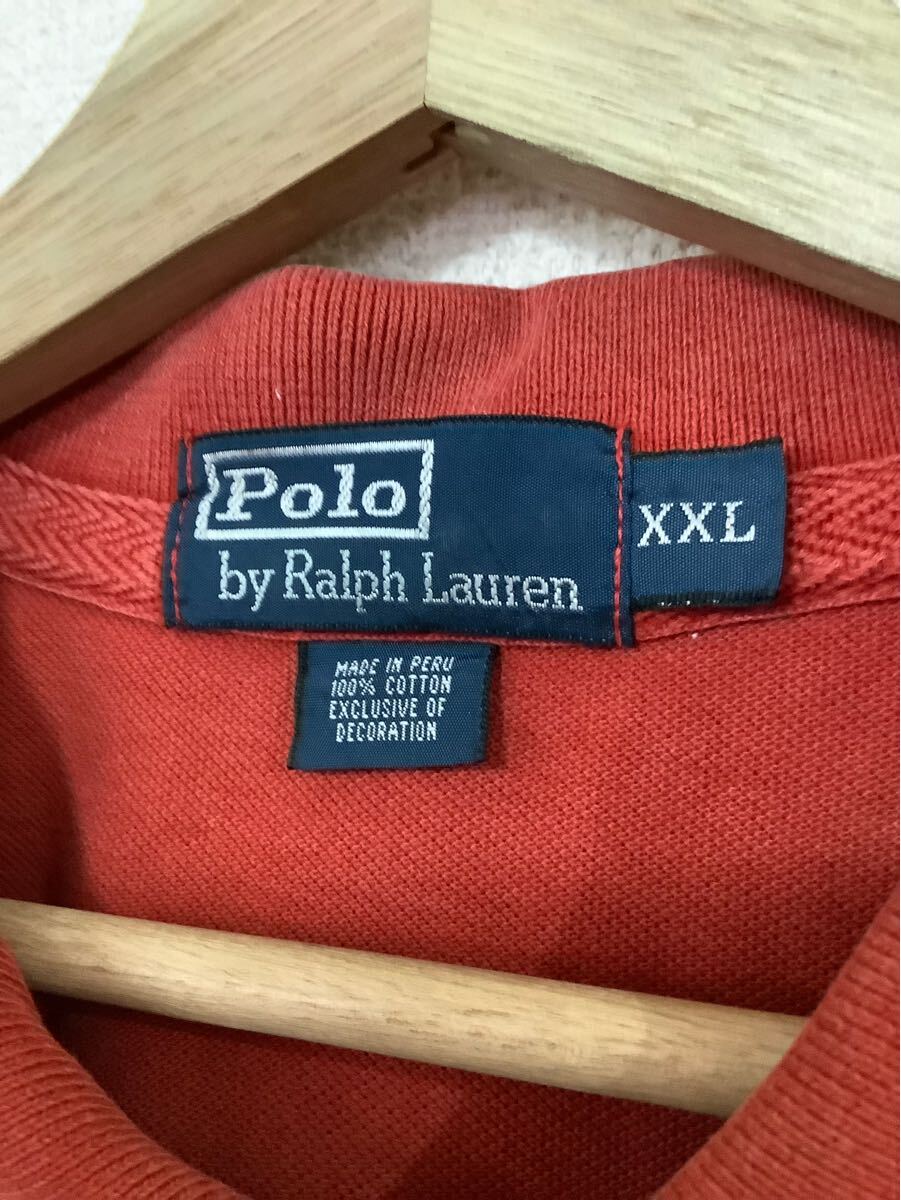 Polo
by Ralph Lauren
XXL
MADE IN PERU
100% COTTON
EXCLUSIVE OF
DECORATION